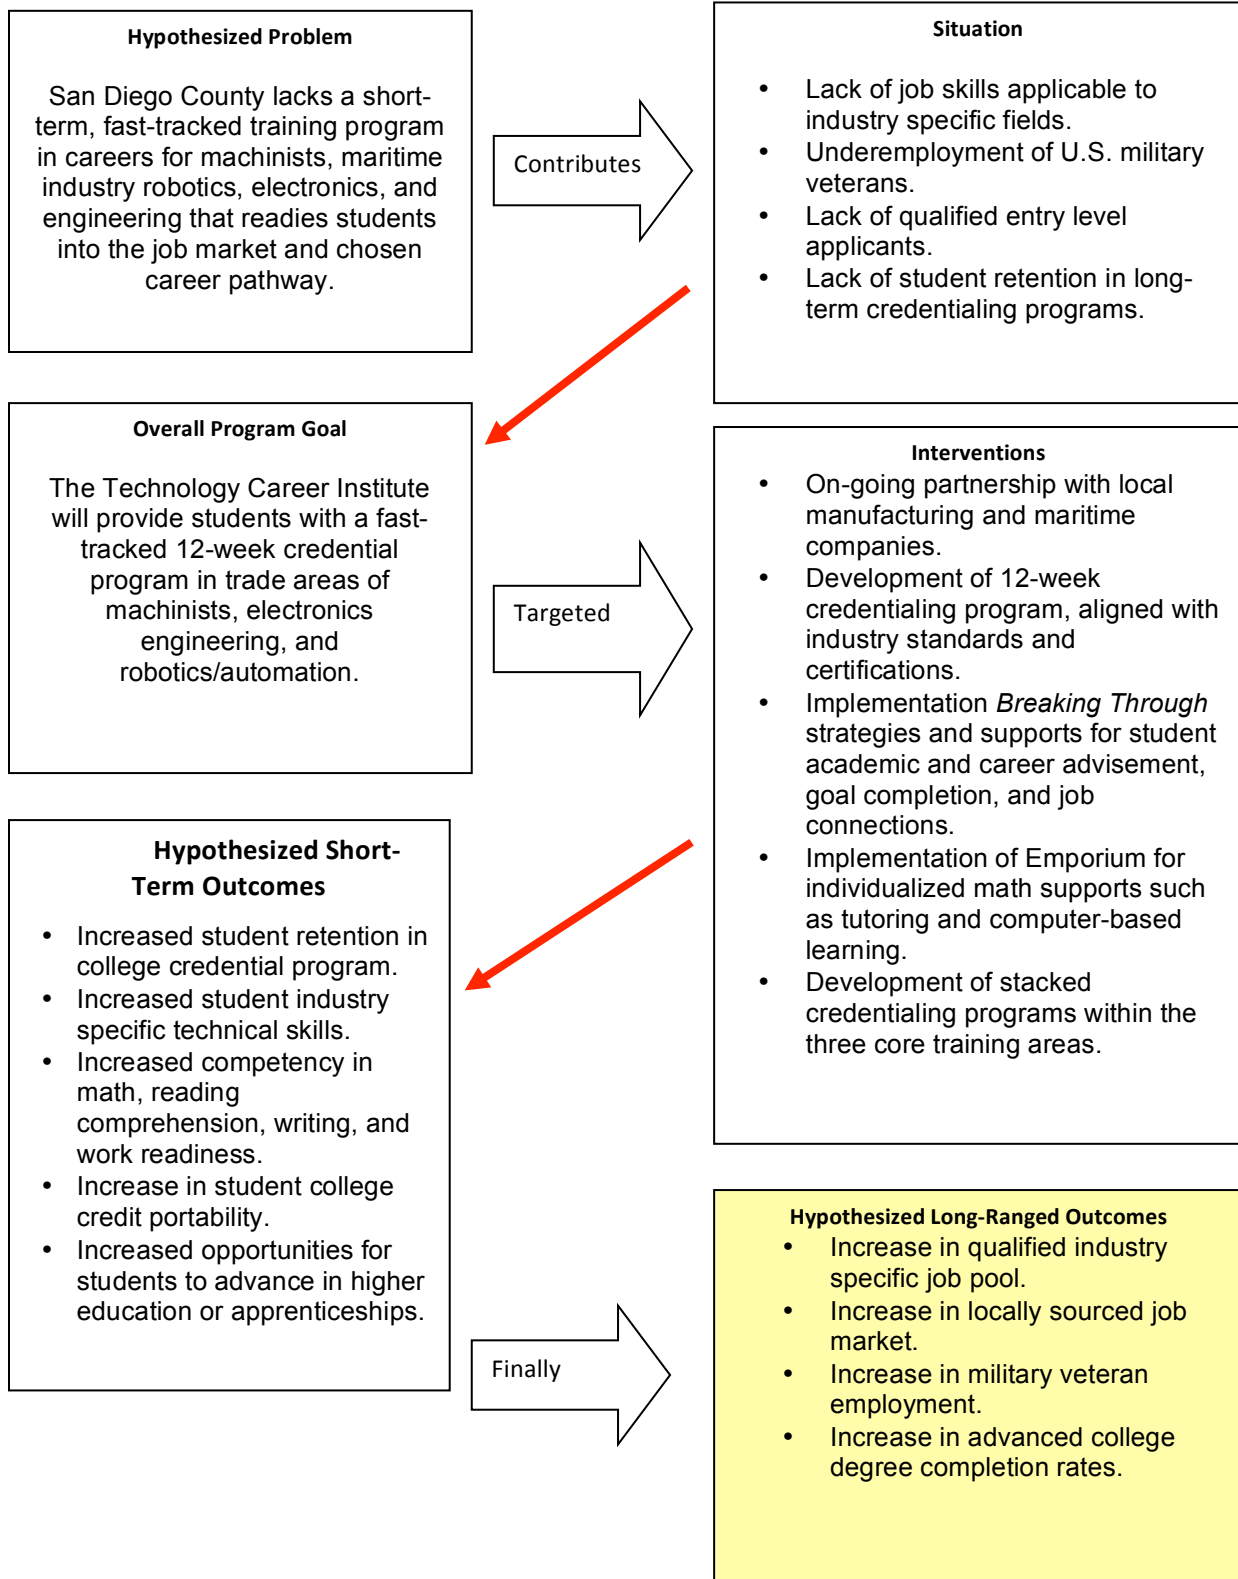 Hypothesized Problem
San Diego County lacks a short-
term, fast-tracked training program
in careers for machinists, maritime
industry robotics, electronics, and
engineering that readies students
into the job market and chosen
career pathway.
Contributes
Situation
• Lack of job skills applicable to
industry specific fields.
• Underemployment of U.S. military
veterans.
• Lack of qualified entry level
applicants.
• Lack of student retention in long-
term credentialing programs.
Overall Program Goal
The Technology Career Institute
will provide students with a fast-
tracked 12-week credential
program in trade areas of
machinists, electronics
engineering, and
robotics/automation.
Targeted
Interventions
• On-going partnership with local
manufacturing and maritime
companies.
• Development of 12-week
credentialing program, aligned with
industry standards and
certifications.
• Implementation Breaking Through
strategies and supports for student
academic and career advisement,
goal completion, and job
connections.
• Implementation of Emporium for
individualized math supports such
as tutoring and computer-based
learning.
• Development of stacked
credentialing programs within the
three core training areas.
Hypothesized Short-
Term Outcomes
• Increased student retention in
college credential program.
• Increased student industry
specific technical skills.
• Increased competency in
math, reading
comprehension, writing, and
work readiness.
• Increase in student college
credit portability.
• Increased opportunities for
students to advance in higher
education or apprenticeships.
Finally
Hypothesized Long-Ranged Outcomes
• Increase in qualified industry
specific job pool.
• Increase in locally sourced job
market.
• Increase in military veteran
employment.
• Increase in advanced college
degree completion rates.